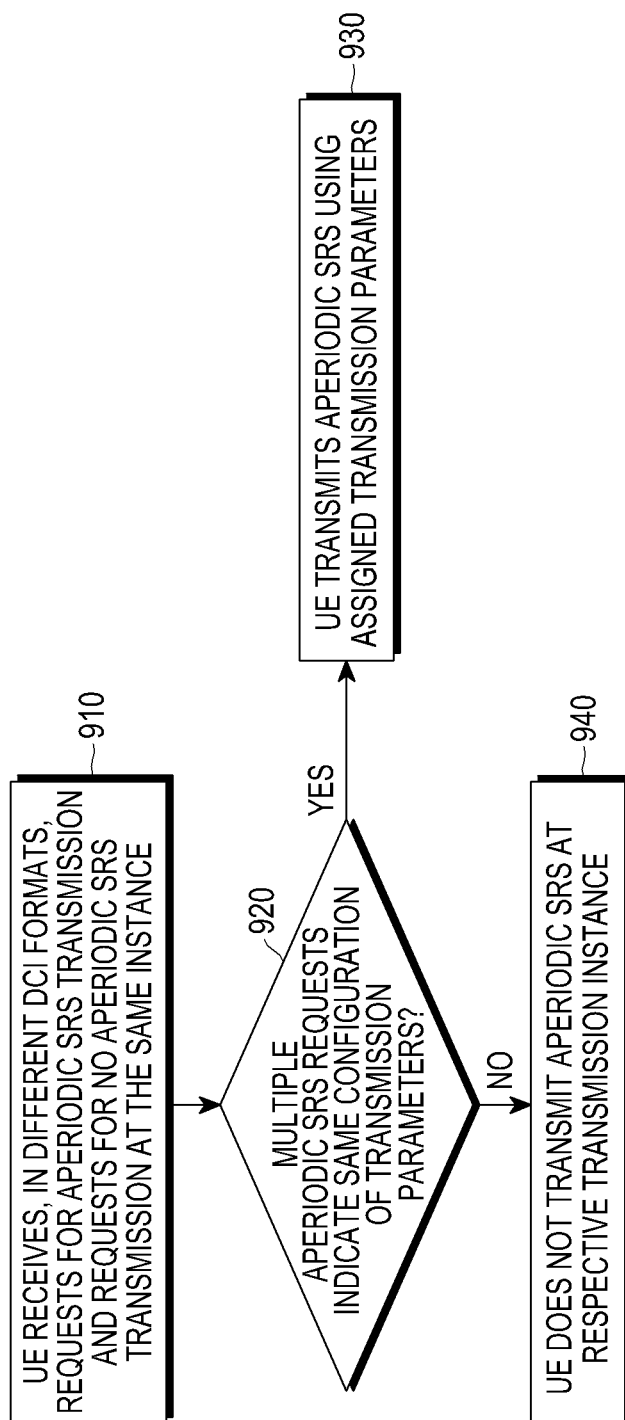 910
UE RECEIVES, IN DIFFERENT DCI FORMATS,
REQUESTS FOR APERIODIC SRS TRANSMISSION
AND REQUESTS FOR NO APERIODIC SRS
TRANSMISSION AT THE SAME INSTANCE
920
MULTIPLE
APERIODIC SRS REQUESTS
INDICATE SAME CONFIGURATION
OF TRANSMISSION
PARAMETERS?
YES
930
UE TRANSMITS APERIODIC SRS USING
ASSIGNED TRANSMISSION PARAMETERS
NO
940
UE DOES NOT TRANSMIT APERIODIC SRS AT
RESPECTIVE TRANSMISSION INSTANCE